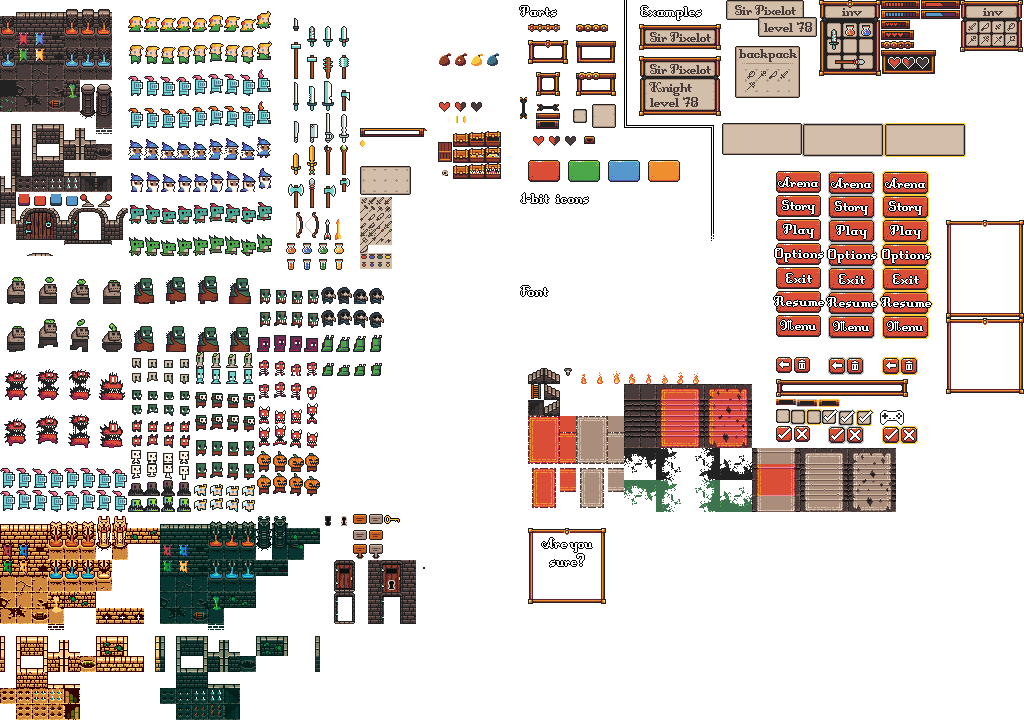 Parts
Examples
Sir Pixelot
Sir Pixelot
Knight
level 78
Sir Pixelot
level 78
backpack
inv
inv
1-bit icons
Font
Arena Arena Arena
Story Story Story
Play Play Play
Options Options Options
Exit Exit Exit
Resume Resume Resume
Menu Menu Menu
Are you
sure?